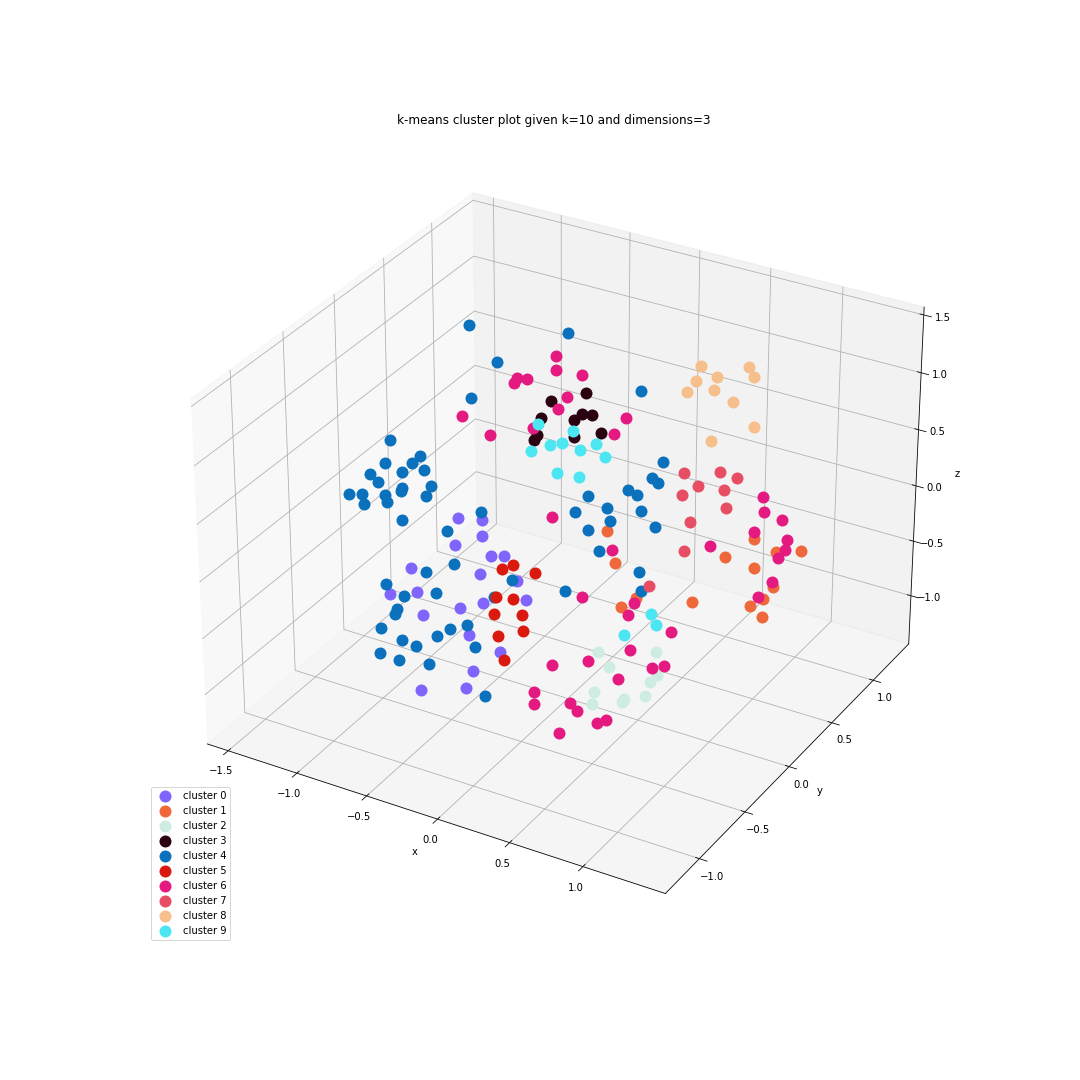 k-means cluster plot given k=10 and dimensions=3
1.5
1.0
0.5
z
0.0
−0.5
−1.0
1.0
0.5
0.0
y
−0.5
−1.0
−1.5
−1.0
−0.5
0.0
x
0.5
1.0
cluster 0
cluster 1
cluster 2
cluster 3
cluster 4
cluster 5
cluster 6
cluster 7
cluster 8
cluster 9